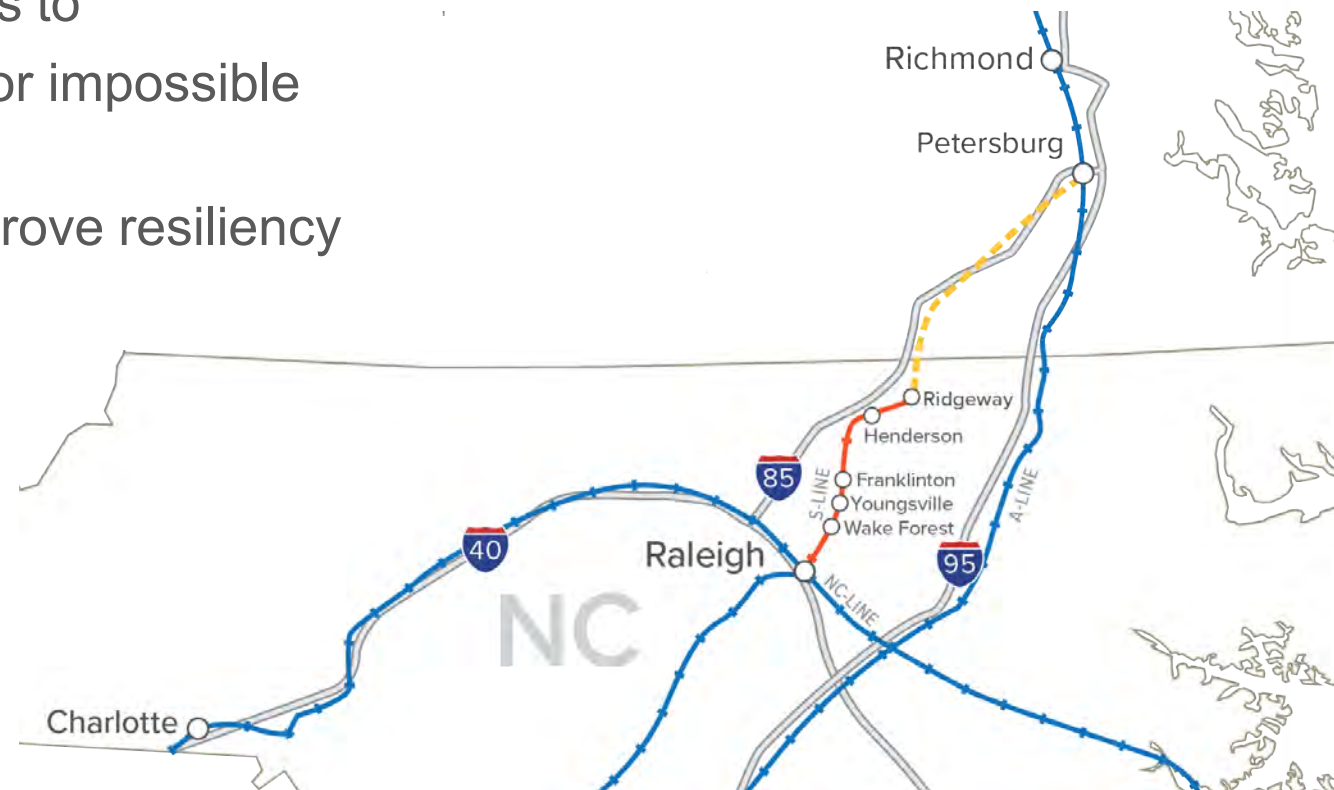 s to
or impossible
rove resiliency
Richmond
Petersburg
Ridgeway
Henderson
85
S-LINE
Franklinton
Youngsville
Wake Forest
A-LINE
40
Raleigh
95
NC-LINE
NC
Charlotte